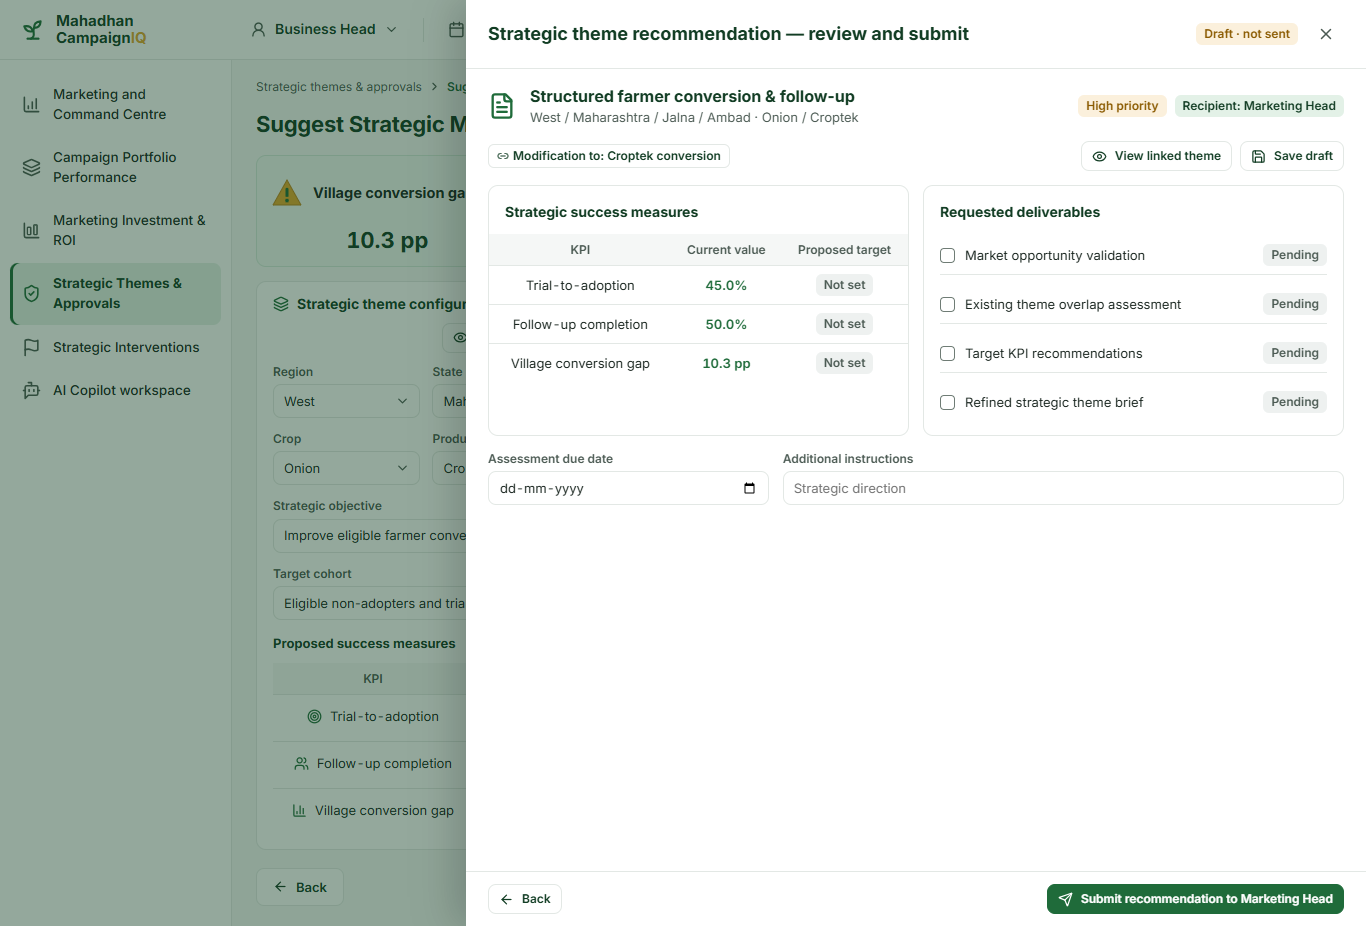 Mahadhan
CampaignIQ
Business Head
Marketing and
Command Centre
Campaign Portfolio
Performance
Marketing Investment &
ROI
Strategic Themes &
Approvals
Strategic Interventions
AI Copilot workspace
Strategic themes & approvals
Suggest Strategic
Village conversion
10.3 pp
Strategic theme
Region
State
West
Crop
Onion
Strategic objective
Improve eligible farmer
Target cohort
Eligible non-adopters and
Proposed success measures
KPI
Trial-to-adoption
Follow-up completion
Village conversion gap
Back
Strategic theme recommendation — review and submit
Draft · not sent
Structured farmer conversion & follow-up
West / Maharashtra / Jalna / Ambad · Onion / Croptek
High priority
Recipient: Marketing Head
Modification to: Croptek conversion
View linked theme
Save draft
Strategic success measures
KPI Current value Proposed target
Trial-to-adoption 45.0% Not set
Follow-up completion 50.0% Not set
Village conversion gap 10.3 pp Not set
Requested deliverables
Market opportunity validation Pending
Existing theme overlap assessment Pending
Target KPI recommendations Pending
Refined strategic theme brief Pending
Assessment due date
dd-mm-yyyy
Additional instructions
Strategic direction
Back
Submit recommendation to Marketing Head